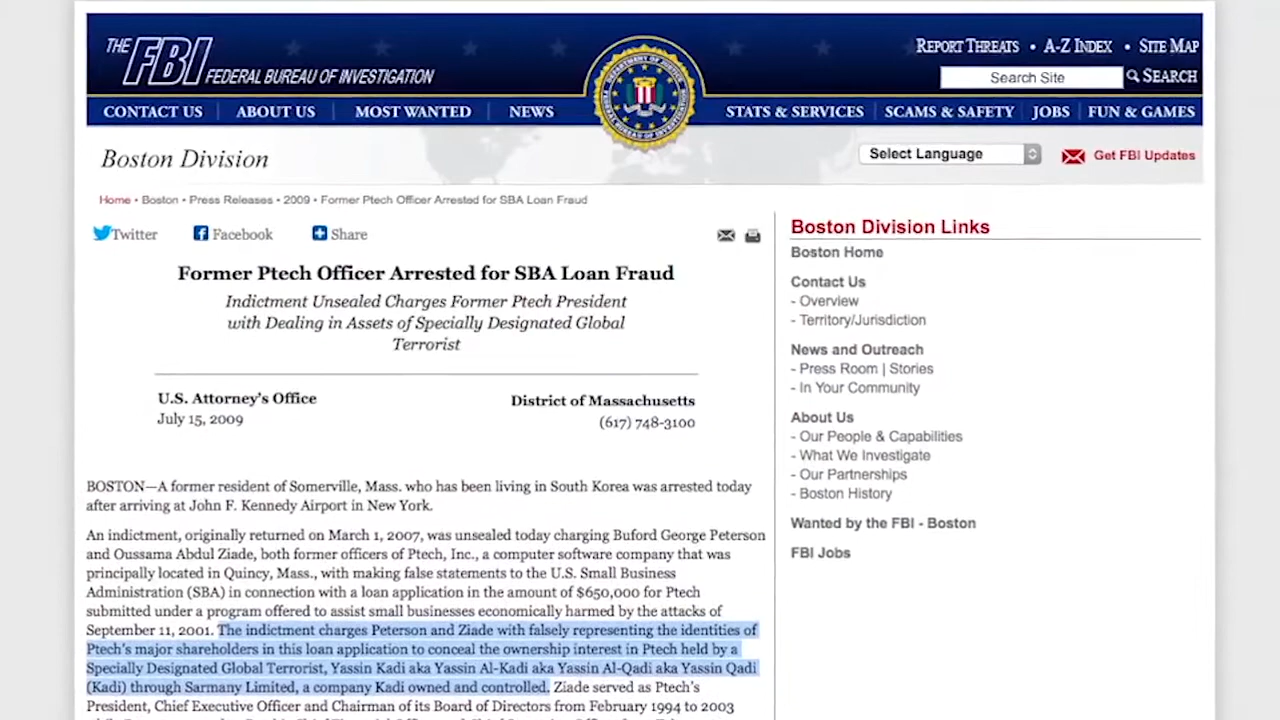 THE FBI FEDERAL BUREAU OF INVESTIGATION
REPORT THREATS • A-Z INDEX • SITE MAP
Search Site SEARCH
CONTACT US ABOUT US MOST WANTED NEWS STATS & SERVICES SCAMS & SAFETY JOBS FUN & GAMES
Boston Division
Select Language Get FBI Updates
Home • Boston • Press Releases • 2009 • Former Ptech Officer Arrested for SBA Loan Fraud
Twitter Facebook Share
Former Ptech Officer Arrested for SBA Loan Fraud
Indictment Unsealed Charges Former Ptech President
with Dealing in Assets of Specially Designated Global
Terrorist
U.S. Attorney's Office
July 15, 2009
District of Massachusetts
(617) 748-3100
BOSTON—A former resident of Somerville, Mass. who has been living in South Korea was arrested today
after arriving at John F. Kennedy Airport in New York.
An indictment, originally returned on March 1, 2007, was unsealed today charging Buford George Peterson
and Oussama Abdul Ziade, both former officers of Ptech, Inc., a computer software company that was
principally located in Quincy, Mass., with making false statements to the U.S. Small Business
Administration (SBA) in connection with a loan application in the amount of $650,000 for Ptech
submitted under a program offered to assist small businesses economically harmed by the attacks of
September 11, 2001. The indictment charges Peterson and Ziade with falsely representing the identities of
Ptech's major shareholders in this loan application to conceal the ownership interest in Ptech held by a
Specially Designated Global Terrorist, Yassin Kadi aka Yassin Al-Kadi aka Yassin Al-Qadi aka Yassin Qadi
(Kadi) through Sarmany Limited, a company Kadi owned and controlled. Ziade served as Ptech's
President, Chief Executive Officer and Chairman of its Board of Directors from February 1994 to 2003
Boston Division Links
Boston Home
Contact Us
- Overview
- Territory/Jurisdiction
News and Outreach
- Press Room | Stories
- In Your Community
About Us
- Our People & Capabilities
- What We Investigate
- Our Partnerships
- Boston History
Wanted by the FBI - Boston
FBI Jobs